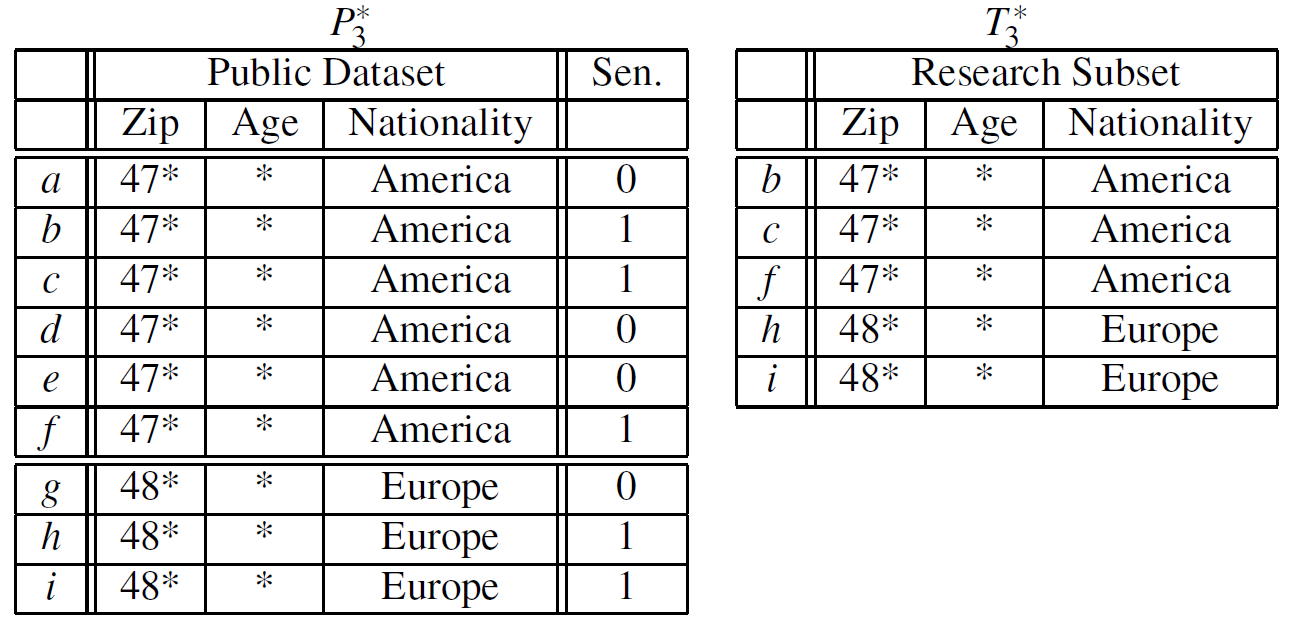 P*3
Public Dataset Sen.
Zip Age Nationality
a 47* * America 0
b 47* * America 1
c 47* * America 1
d 47* * America 0
e 47* * America 0
f 47* * America 1
g 48* * Europe 0
h 48* * Europe 1
i 48* * Europe 1
T*3
Research Subset
Zip Age Nationality
b 47* * America
c 47* * America
f 47* * America
h 48* * Europe
i 48* * Europe